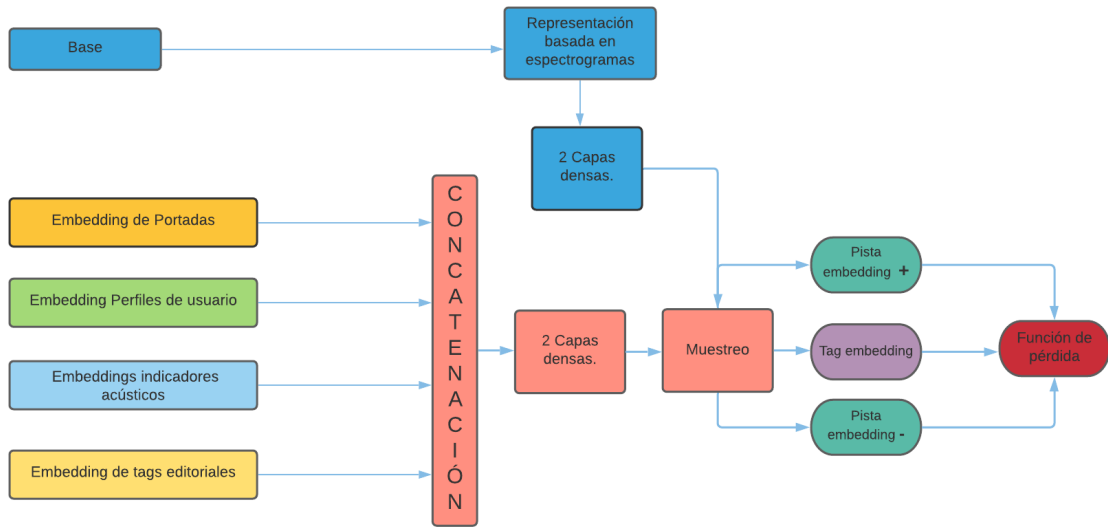 Base
Representación
basada en
espectrogramas
2 Capas
densas.
Embedding de Portadas
Embedding Perfiles de usuario
Embeddings indicadores
acústicos
Embedding de tags editoriales
CONCATENACIÓN
2 Capas
densas.
Muestreo
Pista
embedding +
Tag embedding
Pista
embedding -
Función de
pérdida